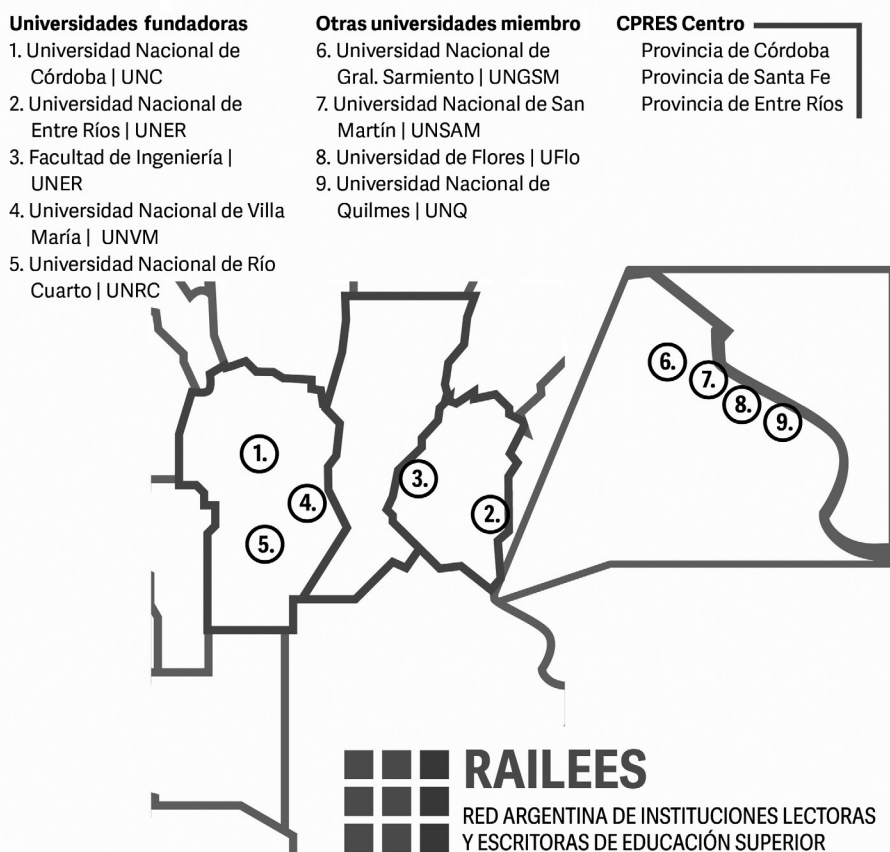 Universidades fundadoras
1. Universidad Nacional de
Córdoba | UNC
2. Universidad Nacional de
Entre Ríos | UNER
3. Facultad de Ingeniería |
UNER
4. Universidad Nacional de Villa
María | UNVM
5. Universidad Nacional de Río
Cuarto | UNRC
Otras universidades miembro
6. Universidad Nacional de
Gral. Sarmiento | UNGSM
7. Universidad Nacional de San
Martín | UNSAM
8. Universidad de Flores | UFlo
9. Universidad Nacional de
Quilmes | UNQ
CPRES Centro
Provincia de Córdoba
Provincia de Santa Fe
Provincia de Entre Ríos
6.
7.
8.
9.
1.
3.
4.
2.
5.
RAILEES
RED ARGENTINA DE INSTITUCIONES LECTORAS
Y ESCRITORAS DE EDUCACIÓN SUPERIOR